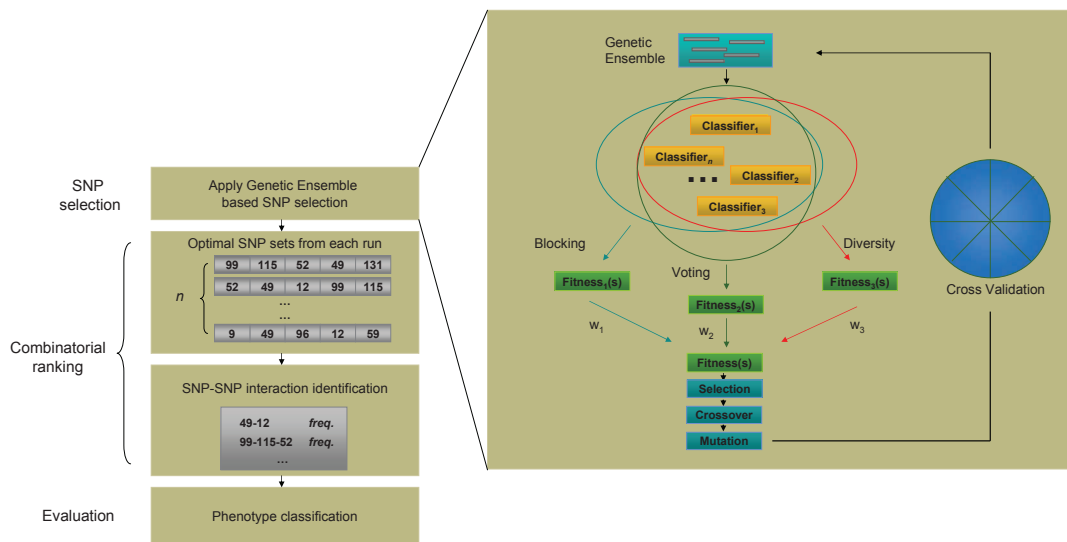 SNP
selection
Apply Genetic Ensemble
based SNP selection
Combinatorial
ranking
Optimal SNP sets from each run
n
99 115 52 49 131
52 49 12 99 115
...
...
9 49 96 12 59
SNP-SNP interaction identification
49-12 freq.
99-115-52 freq.
...
Evaluation
Phenotype classification
Genetic
Ensemble
Classifier1
Classifiern
...
Classifier2
Classifier3
Blocking
Voting
Diversity
Fitness1(s)
Fitness2(s)
Fitness3(s)
w1
w2
w3
Fitness(s)
Selection
Crossover
Mutation
Cross Validation